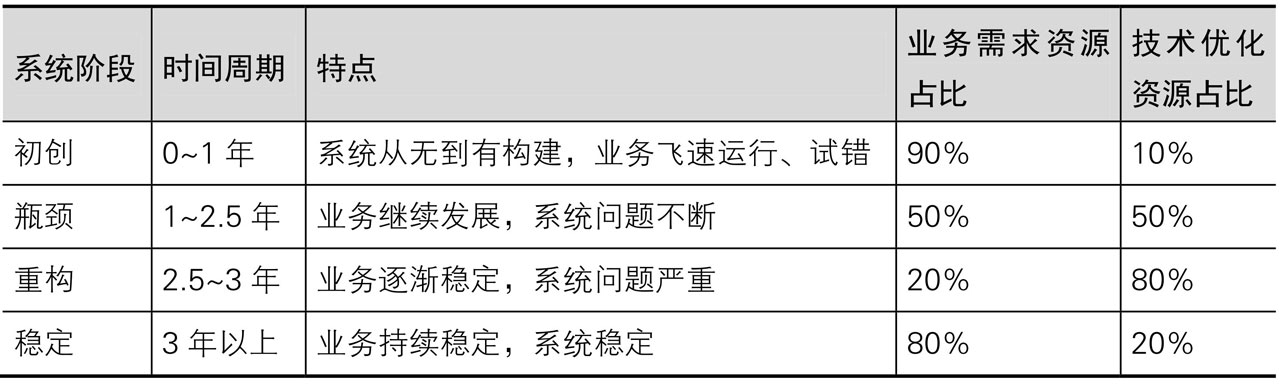 系统阶段 时间周期 特点 业务需求资源占比 技术优化资源占比
初创 0~1 年 系统从无到有构建，业务飞速运行、试错 90% 10%
瓶颈 1~2.5 年 业务继续发展，系统问题不断 50% 50%
重构 2.5~3 年 业务逐渐稳定，系统问题严重 20% 80%
稳定 3 年以上 业务持续稳定，系统稳定 80% 20%